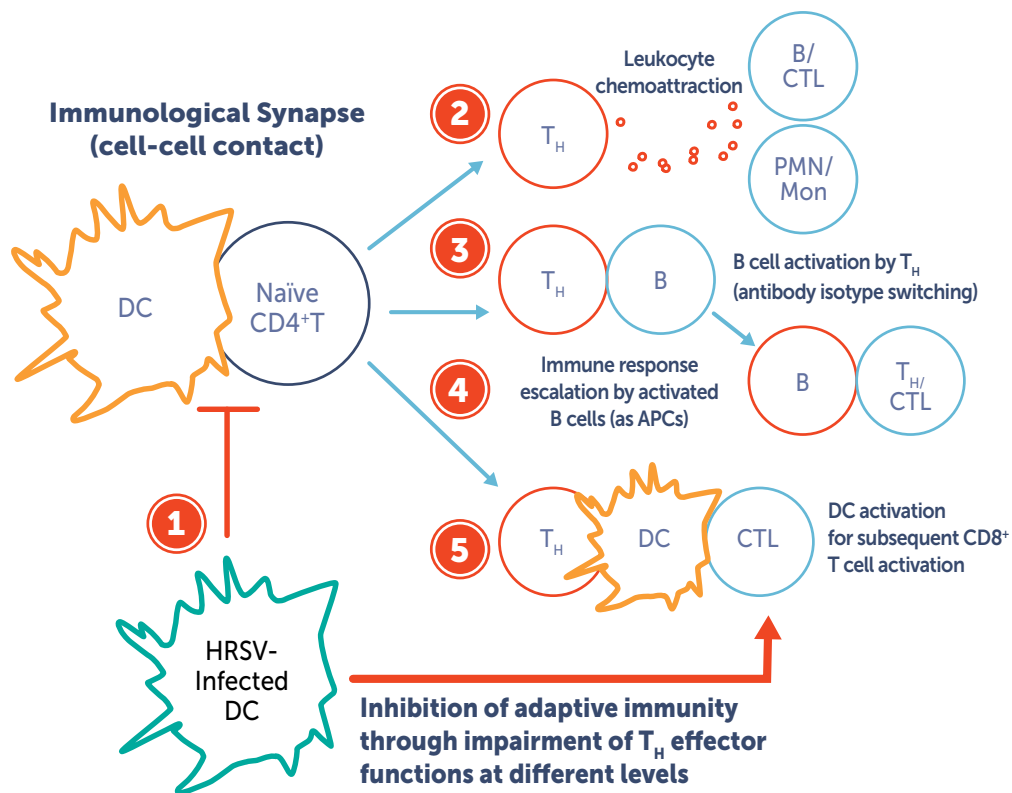 Immunological Synapse
(cell-cell contact)
DC
Naïve
CD4⁺T
2
T_H
Leukocyte
chemoattraction
B/
CTL
PMN/
Mon
3
T_H
B
B cell activation by T_H
(antibody isotype switching)
4
Immune response
escalation by activated
B cells (as APCs)
B
T_H/
CTL
1
5
T_H
DC
CTL
DC activation
for subsequent CD8⁺
T cell activation
HRSV-
Infected
DC
Inhibition of adaptive immunity
through impairment of T_H effector
functions at different levels